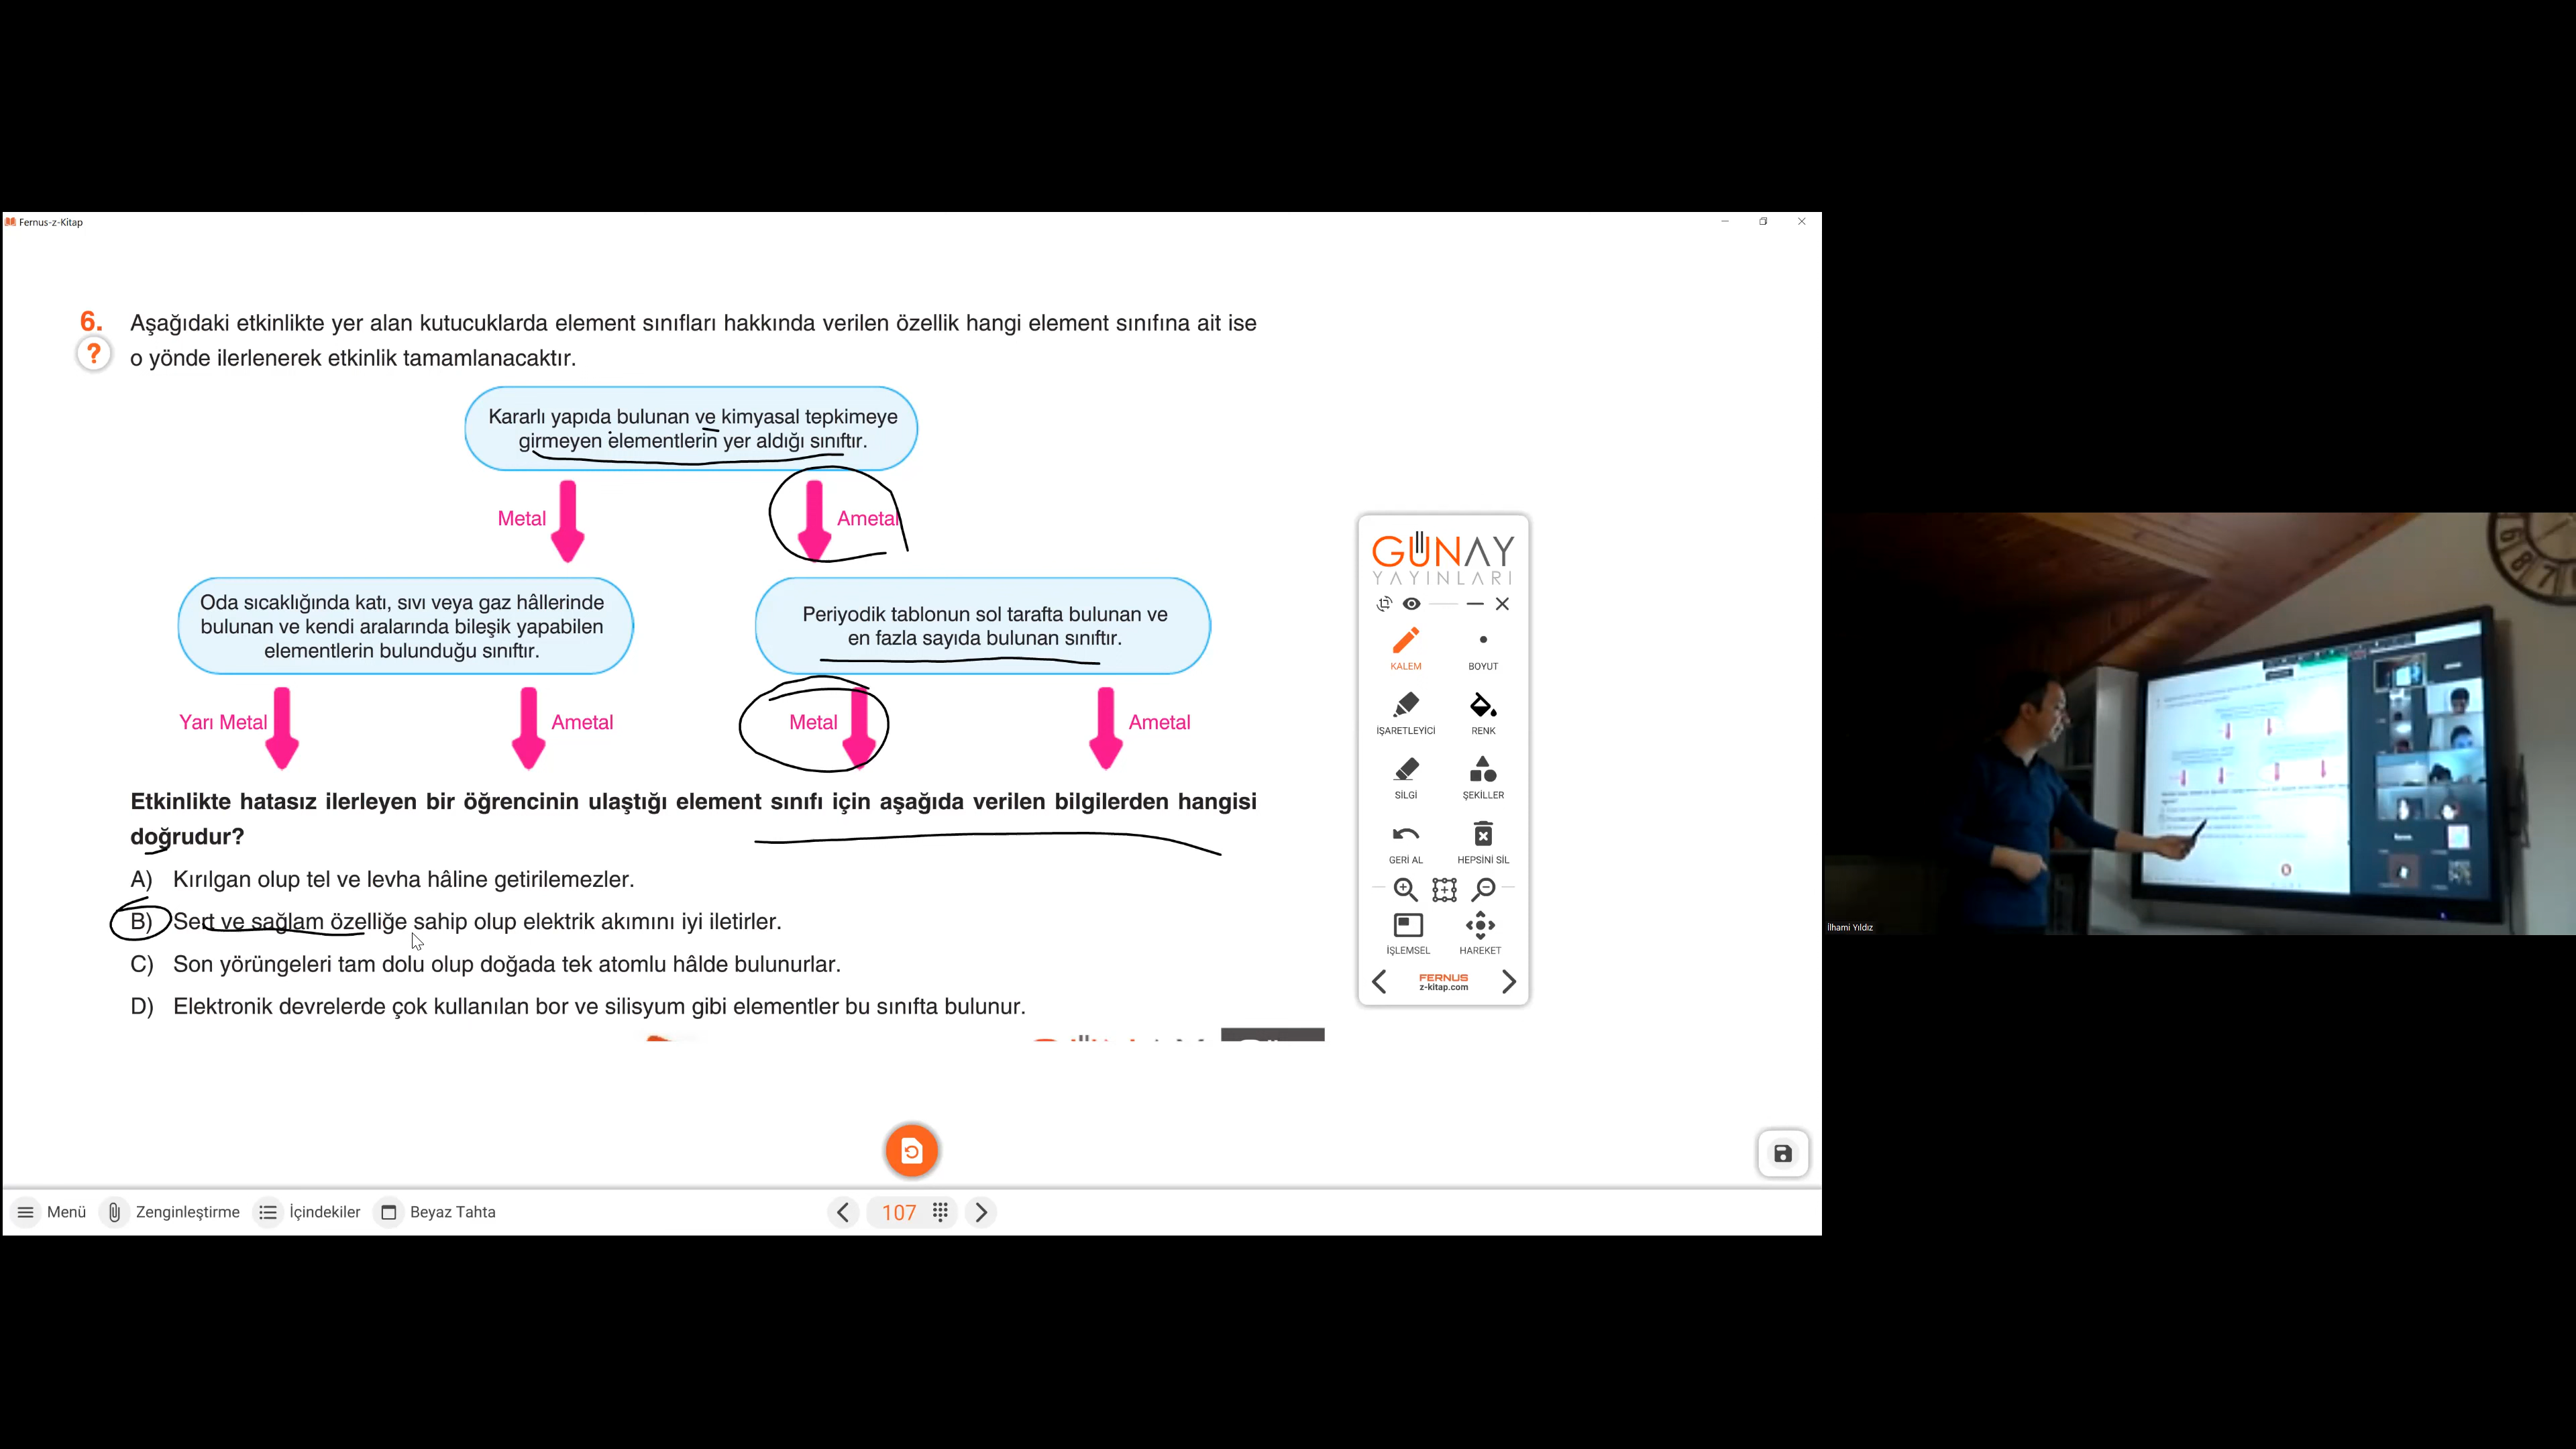 Fernus-z-Kitap
6. Aşağıdaki etkinlikte yer alan kutucuklarda element sınıfları hakkında verilen özellik hangi element sınıfına ait ise
? o yönde ilerlenerek etkinlik tamamlanacaktır.
Kararlı yapıda bulunan ve kimyasal tepkimeye
girmeyen elementlerin yer aldığı sınıftır.
Metal
Ametal
Oda sıcaklığında katı, sıvı veya gaz hâllerinde
bulunan ve kendi aralarında bileşik yapabilen
elementlerin bulunduğu sınıftır.
Periyodik tablonun sol tarafta bulunan ve
en fazla sayıda bulunan sınıftır.
Yarı Metal
Ametal
Metal
Ametal
Etkinlikte hatasız ilerleyen bir öğrencinin ulaştığı element sınıfı için aşağıda verilen bilgilerden hangisi
doğrudur?
A) Kırılgan olup tel ve levha hâline getirilemezler.
B) Sert ve sağlam özelliğe sahip olup elektrik akımını iyi iletirler.
C) Son yörüngeleri tam dolu olup doğada tek atomlu hâlde bulunurlar.
D) Elektronik devrelerde çok kullanılan bor ve silisyum gibi elementler bu sınıfta bulunur.
GÜNAY
YAYINLARI
KALEM
BOYUT
İŞARETLEYİCİ
RENK
SİLGİ
ŞEKİLLER
GERİ AL
HEPSİNİ SİL
İŞLEMSEL
HAREKET
FERNUS
z-kitap.com
İlhami Yıldız
Menü
Zenginleştirme
İçindekiler
Beyaz Tahta
107